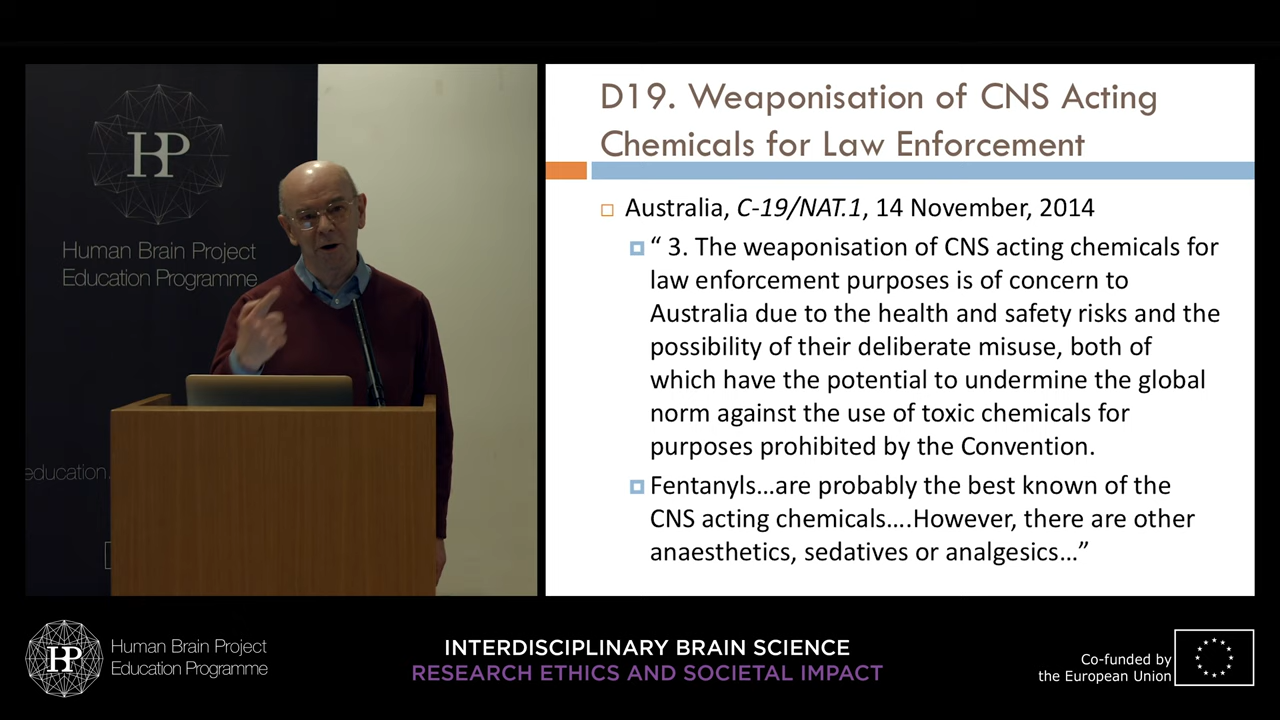 HP
Human Brain Project
Education Programme
education.
D19. Weaponisation of CNS Acting
Chemicals for Law Enforcement
Australia, C-19/NAT.1, 14 November, 2014
“ 3. The weaponisation of CNS acting chemicals for
law enforcement purposes is of concern to
Australia due to the health and safety risks and the
possibility of their deliberate misuse, both of
which have the potential to undermine the global
norm against the use of toxic chemicals for
purposes prohibited by the Convention.
Fentanyls…are probably the best known of the
CNS acting chemicals….However, there are other
anaesthetics, sedatives or analgesics…”
HP
Human Brain Project
Education Programme
INTERDISCIPLINARY BRAIN SCIENCE
RESEARCH ETHICS AND SOCIETAL IMPACT
Co-funded by
the European Union